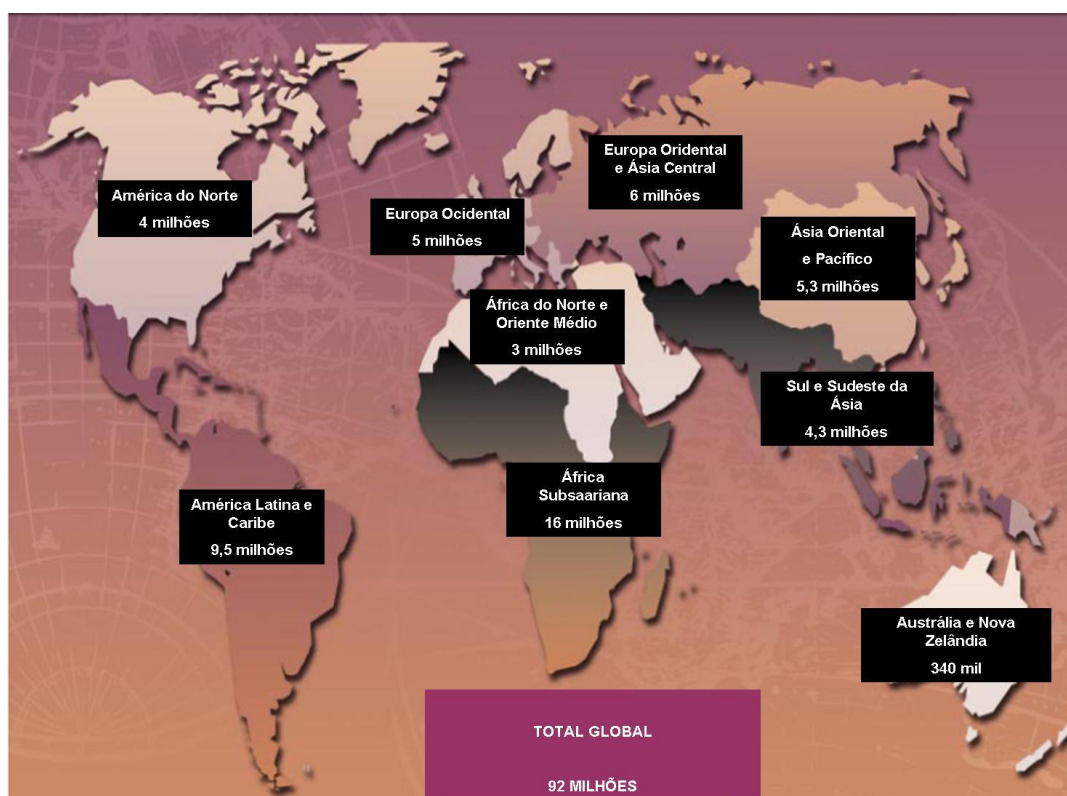 América do Norte
4 milhões
Europa Ocidental
5 milhões
Europa Oridental
e Ásia Central
6 milhões
Ásia Oriental
e Pacífico
5,3 milhões
África do Norte e
Oriente Médio
3 milhões
Sul e Sudeste da
Ásia
4,3 milhões
América Latina e
Caribe
9,5 milhões
África
Subsaariana
16 milhões
Austrália e Nova
Zelândia
340 mil
TOTAL GLOBAL
92 MILHÕES